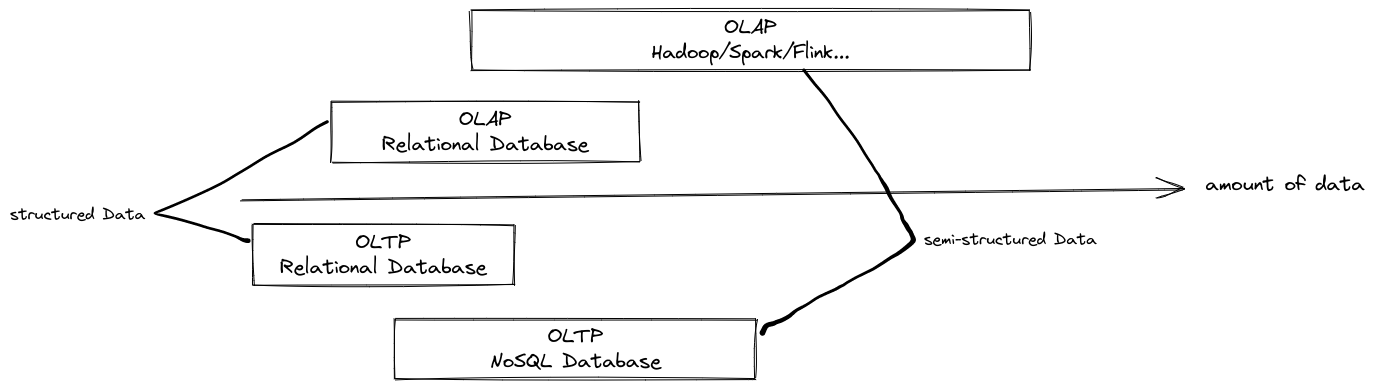 OLAP
Hadoop/Spark/Flink...
OLAP
Relational Database
amount of data
structured Data
OLTP
Relational Database
semi-structured Data
OLTP
NoSQL Database